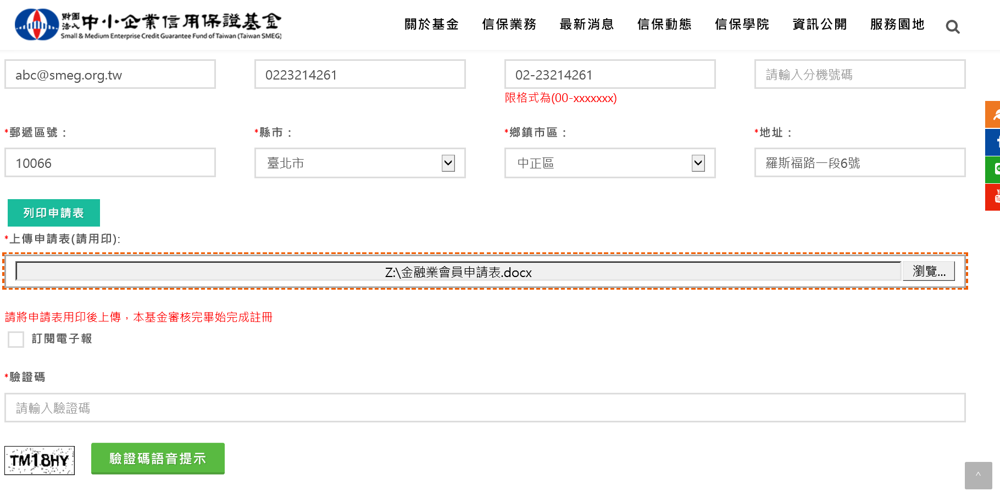 財團法人 中小企業信用保證基金
Small & Medium Enterprise Credit Guarantee Fund of Taiwan (Taiwan SMEG)
關於基金 信保業務 最新消息 信保動態 信保學院 資訊公開 服務園地
abc@smeg.org.tw 0223214261 02-23214261 請輸入分機號碼
限格式為(00-xxxxxxx)
*郵遞區號： *縣市： *鄉鎮市區： *地址：
10066 臺北市 中正區 羅斯福路一段6號
列印申請表
*上傳申請表(請用印):
Z:\金融業會員申請表.docx 瀏覽...
請將申請表用印後上傳，本基金審核完畢始完成註冊
訂閱電子報
*驗證碼
請輸入驗證碼
TM18HY 驗證碼語音提示